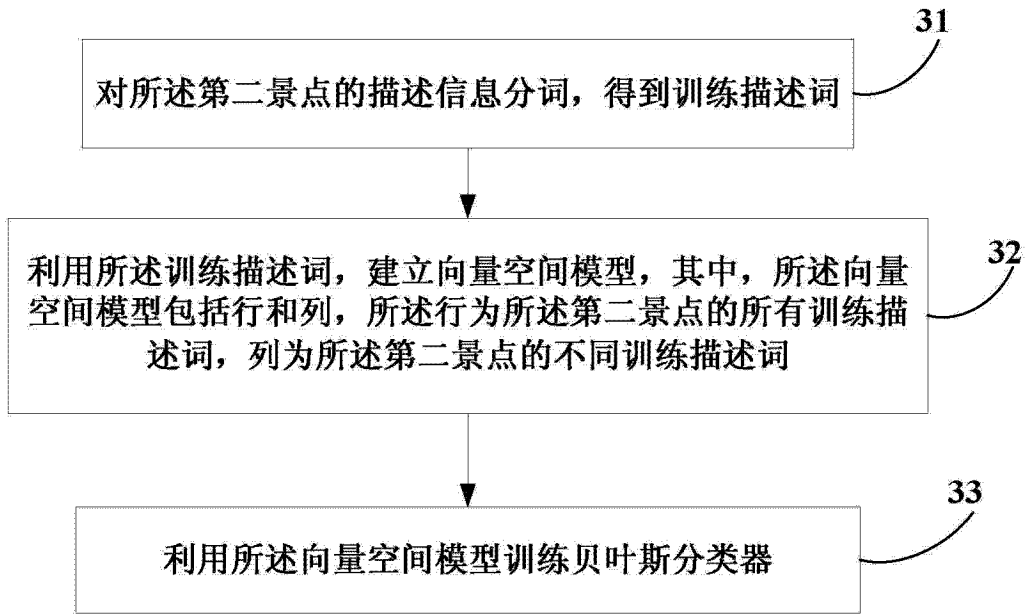 31
对所述第二景点的描述信息分词，得到训练描述词
32
利用所述训练描述词，建立向量空间模型，其中，所述向量
空间模型包括行和列，所述行为所述第二景点的所有训练描
述词，列为所述第二景点的不同训练描述词
33
利用所述向量空间模型训练贝叶斯分类器